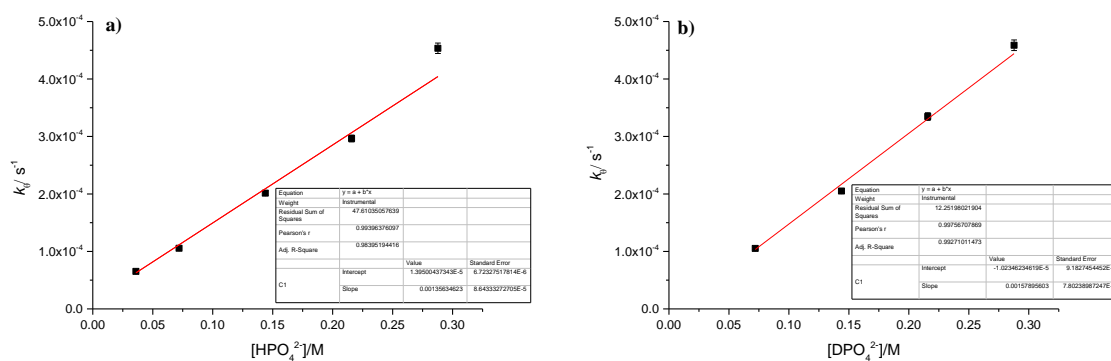 a)
5.0x10-4
4.0x10-4
3.0x10-4
2.0x10-4
1.0x10-4
0.0
kθ/ s-1
0.00 0.05 0.10 0.15 0.20 0.25 0.30
[HPO42-]/M
Equation y = a + b*x
Weight Instrumental
Residual Sum of Squares 47.61035057639
Pearson's r 0.99396376097
Adj. R-Square 0.98395194416
Value Standard Error
C1 Intercept 1.39500437343E-5 6.72327517814E-6
Slope 0.00135634623 8.64333272705E-5
b)
5.0x10-4
4.0x10-4
3.0x10-4
2.0x10-4
1.0x10-4
0.0
kθ/ s-1
0.00 0.05 0.10 0.15 0.20 0.25 0.30
[DPO42-]/M
Equation y = a + b*x
Weight Instrumental
Residual Sum of Squares 12.25198021904
Pearson's r 0.99756707869
Adj. R-Square 0.99271011473
Value Standard Error
C1 Intercept -1.02346234619E-5 9.1827454452E-
Slope 0.00157895603 7.80238987247E-